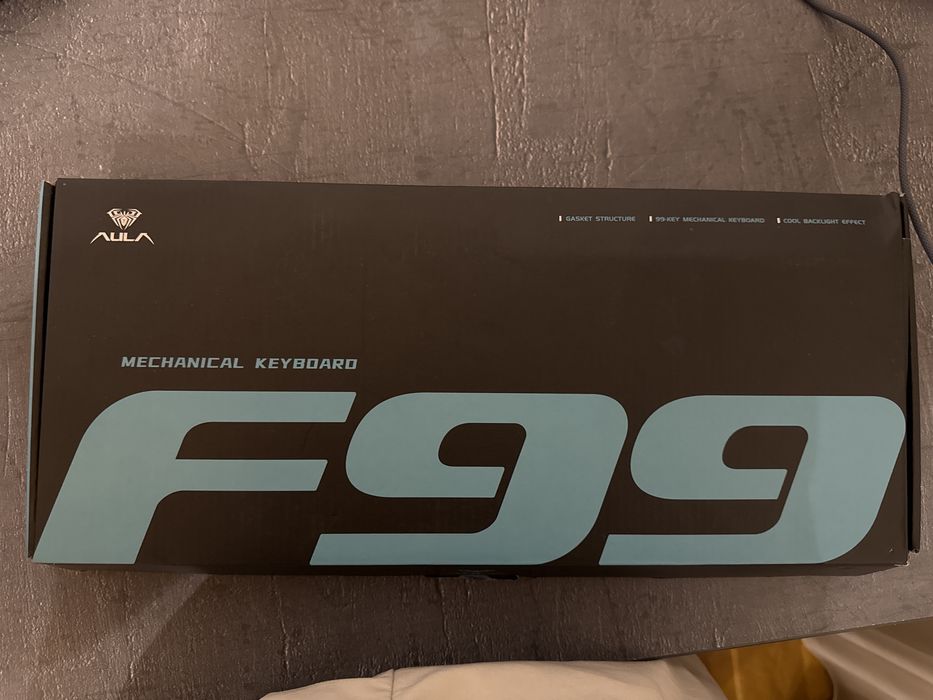 AULA
GASKET STRUCTURE 99-KEY MECHANICAL KEYBOARD COOL BACKLIGHT EFFECT
MECHANICAL KEYBOARD
F99